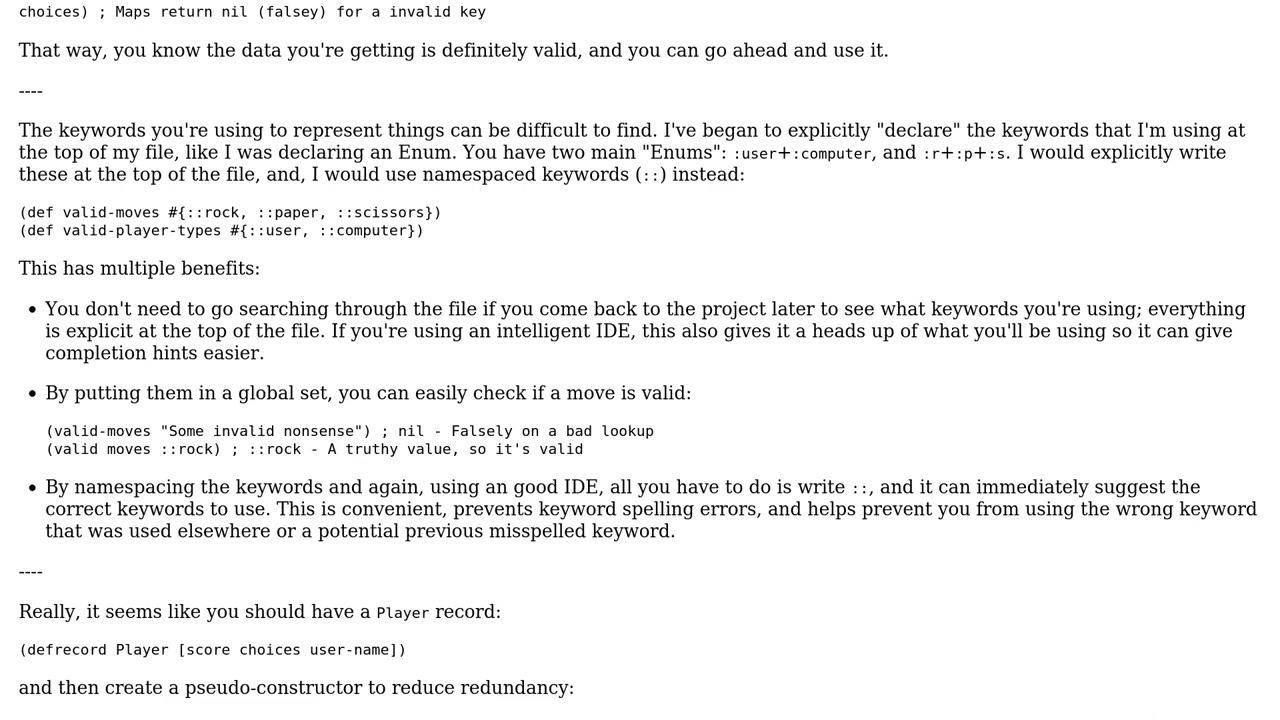 choices) ; Maps return nil (falsey) for a invalid key
That way, you know the data you're getting is definitely valid, and you can go ahead and use it.
----
The keywords you're using to represent things can be difficult to find. I've began to explicitly "declare" the keywords that I'm using at
the top of my file, like I was declaring an Enum. You have two main "Enums": :user+:computer, and :r+:p+:s. I would explicitly write
these at the top of the file, and, I would use namespaced keywords (::) instead:
(def valid-moves #{::rock, ::paper, ::scissors})
(def valid-player-types #{::user, ::computer})
This has multiple benefits:
• You don't need to go searching through the file if you come back to the project later to see what keywords you're using; everything
is explicit at the top of the file. If you're using an intelligent IDE, this also gives it a heads up of what you'll be using so it can give
completion hints easier.
• By putting them in a global set, you can easily check if a move is valid:
(valid-moves "Some invalid nonsense") ; nil - Falsely on a bad lookup
(valid moves ::rock) ; ::rock - A truthy value, so it's valid
• By namespacing the keywords and again, using an good IDE, all you have to do is write ::, and it can immediately suggest the
correct keywords to use. This is convenient, prevents keyword spelling errors, and helps prevent you from using the wrong keyword
that was used elsewhere or a potential previous misspelled keyword.
----
Really, it seems like you should have a Player record:
(defrecord Player [score choices user-name])
and then create a pseudo-constructor to reduce redundancy: